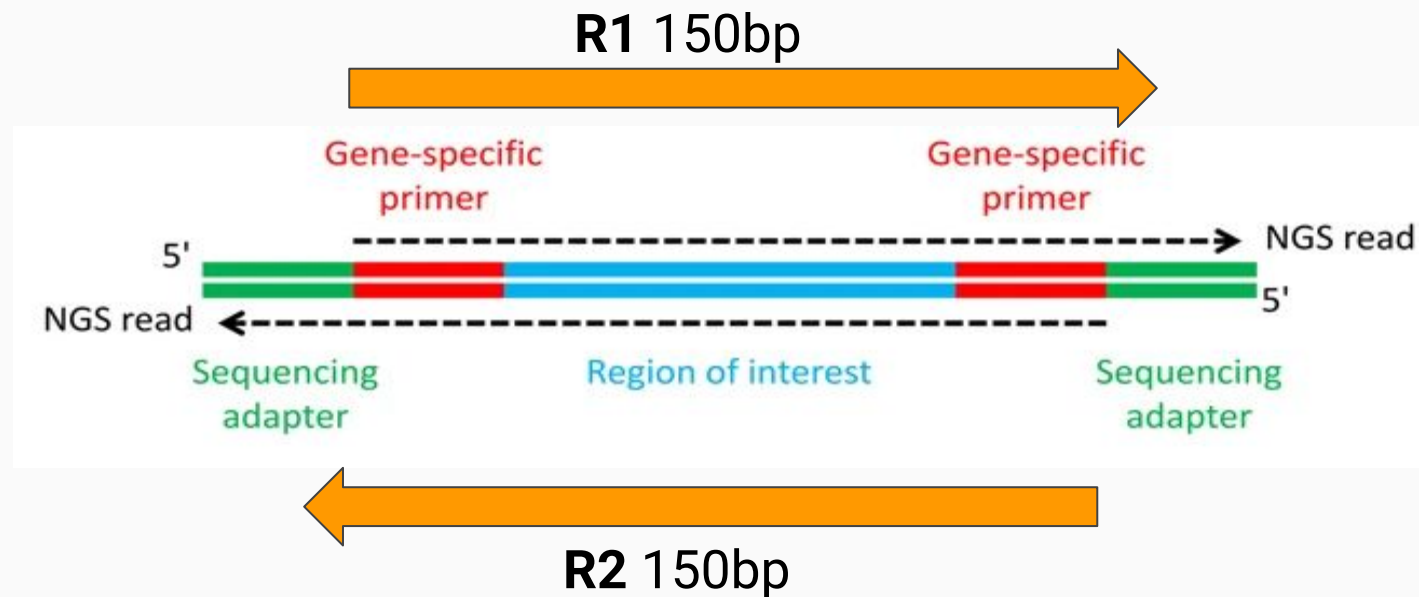 R1 150bp
Gene-specific
primer
Gene-specific
primer
NGS read
5'
5'
NGS read
Sequencing
adapter
Region of interest
Sequencing
adapter
R2 150bp